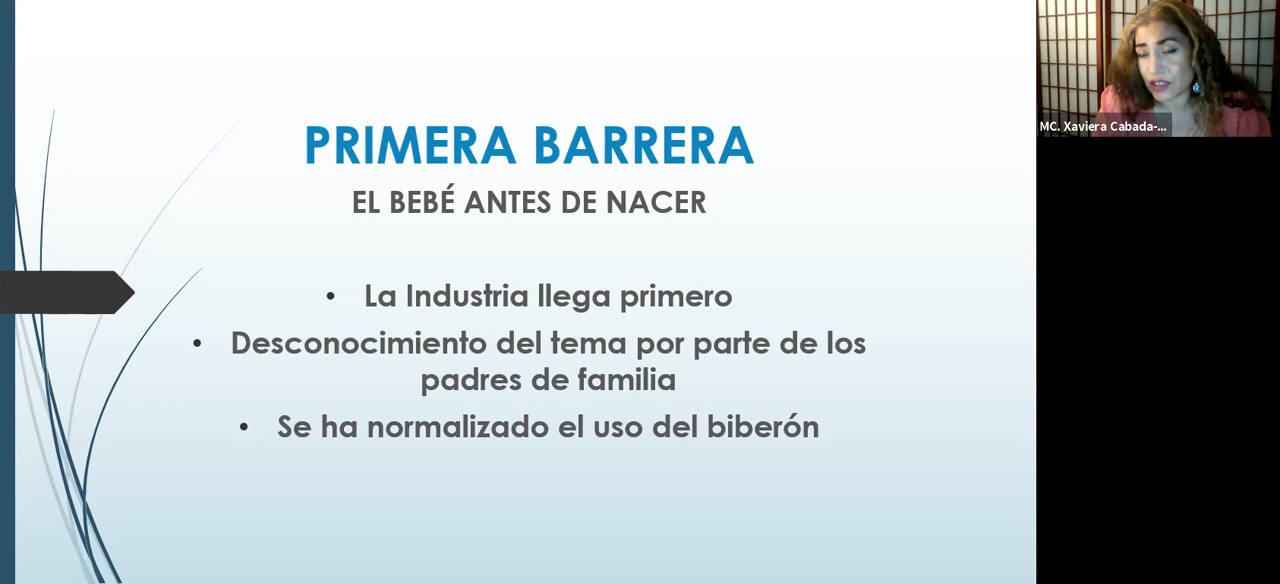 PRIMERA BARRERA
EL BEBÉ ANTES DE NACER
• La Industria llega primero
• Desconocimiento del tema por parte de los
padres de familia
• Se ha normalizado el uso del biberón
MC. Xaviera Cabada-...